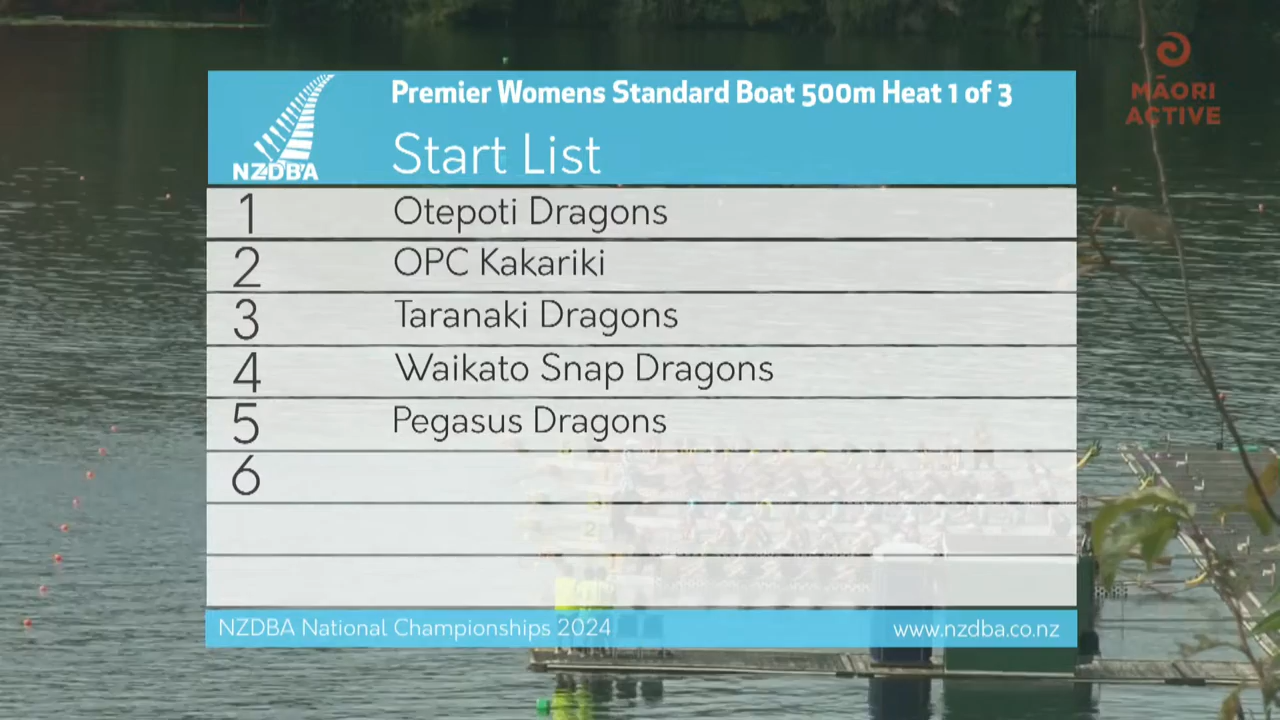 Premier Womens Standard Boat 500m Heat 1 of 3
NZDBA
Start List
MĀORI
ACTIVE
1 Otepoti Dragons
2 OPC Kakariki
3 Taranaki Dragons
4 Waikato Snap Dragons
5 Pegasus Dragons
6
2
NZDBA National Championships 2024
www.nzdba.co.nz